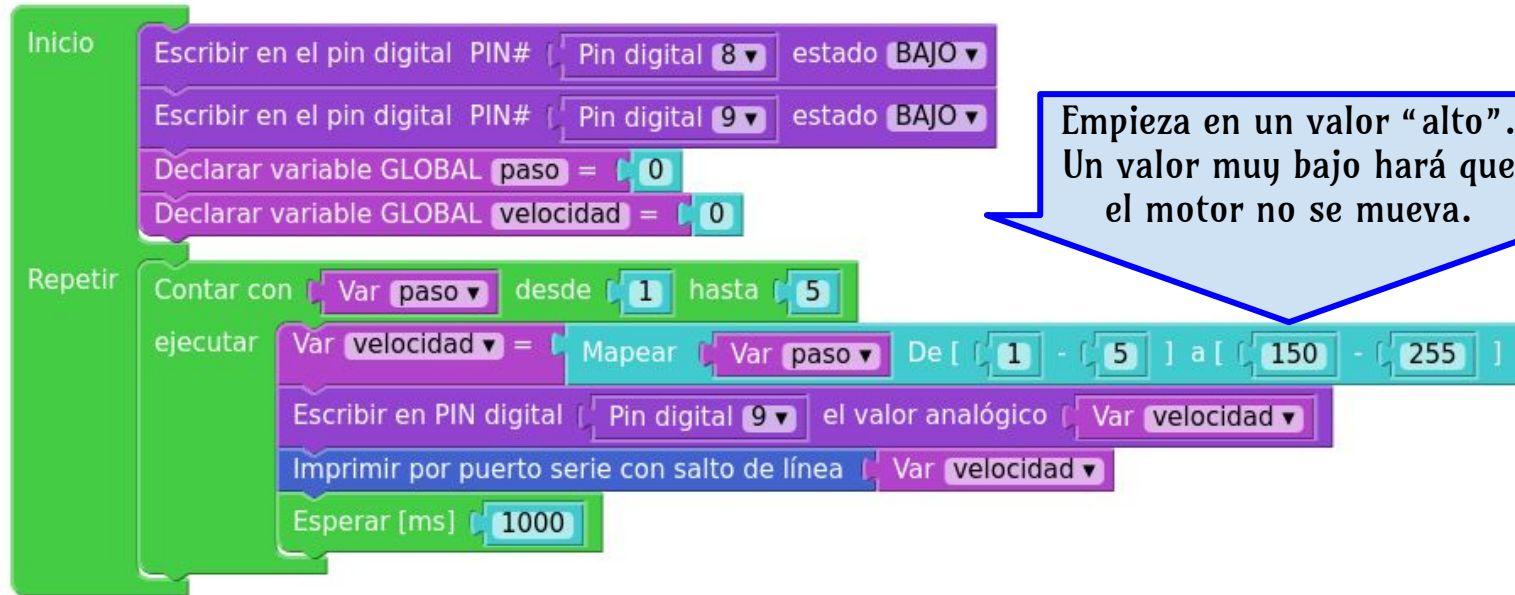 Inicio
Escribir en el pin digital PIN# Pin digital 8 ▾ estado BAJO ▾
Escribir en el pin digital PIN# Pin digital 9 ▾ estado BAJO ▾
Declarar variable GLOBAL paso = 0
Declarar variable GLOBAL velocidad = 0
Empieza en un valor “alto”.
Un valor muy bajo hará que
el motor no se mueva.
Repetir
Contar con Var paso ▾ desde 1 hasta 5
ejecutar
Var velocidad ▾ = Mapear Var paso ▾ De [ 1 - 5 ] a [ 150 - 255 ]
Escribir en PIN digital Pin digital 9 ▾ el valor analógico Var velocidad ▾
Imprimir por puerto serie con salto de línea Var velocidad ▾
Esperar [ms] 1000